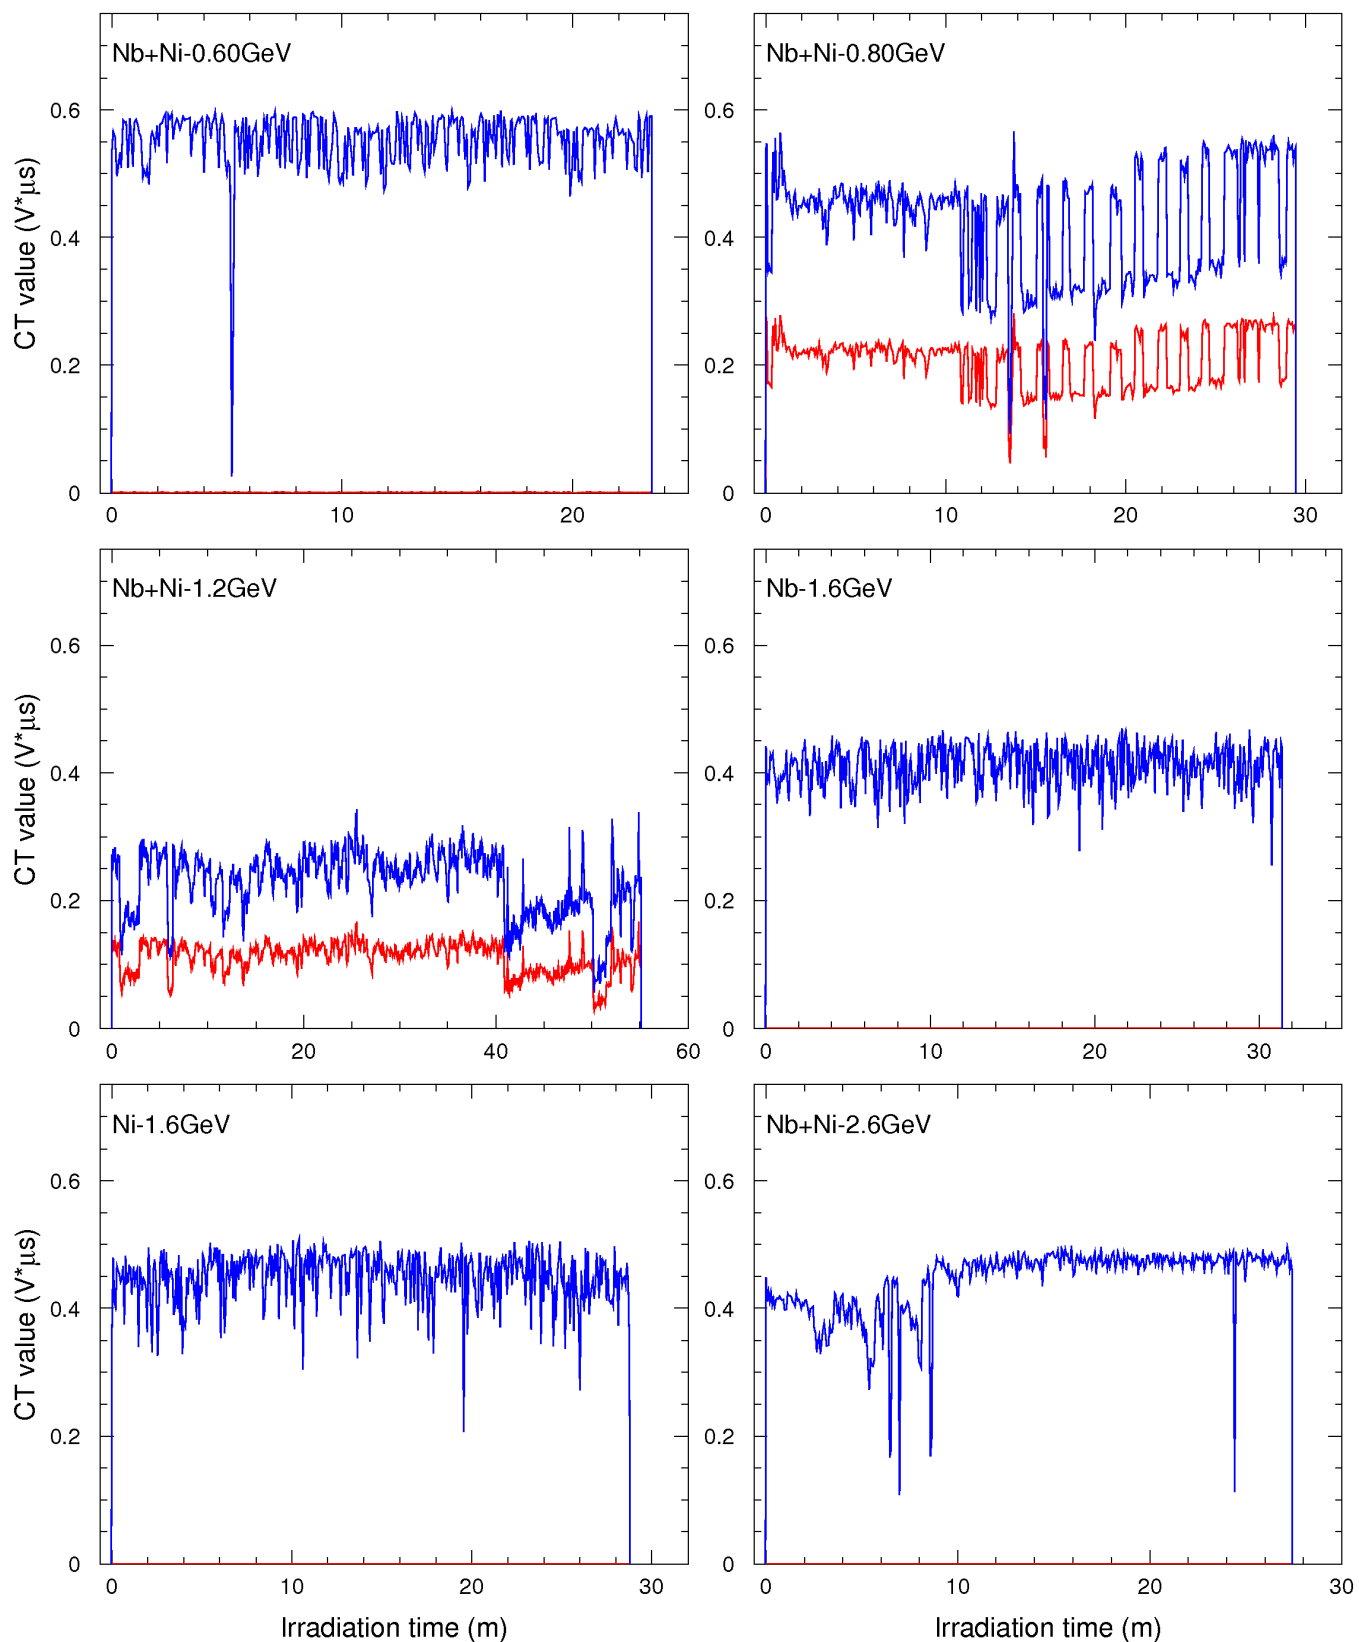 Nb+Ni-0.60GeV
CT value (V*μs)
0.6
0.4
0.2
0
0 10 20
Nb+Ni-0.80GeV
0.6
0.4
0.2
0
0 10 20 30
Nb+Ni-1.2GeV
CT value (V*μs)
0.6
0.4
0.2
0
0 20 40 60
Nb-1.6GeV
0.6
0.4
0.2
0
0 10 20 30
Ni-1.6GeV
CT value (V*μs)
0.6
0.4
0.2
0
0 10 20 30
Irradiation time (m)
Nb+Ni-2.6GeV
0.6
0.4
0.2
0
0 10 20 30
Irradiation time (m)